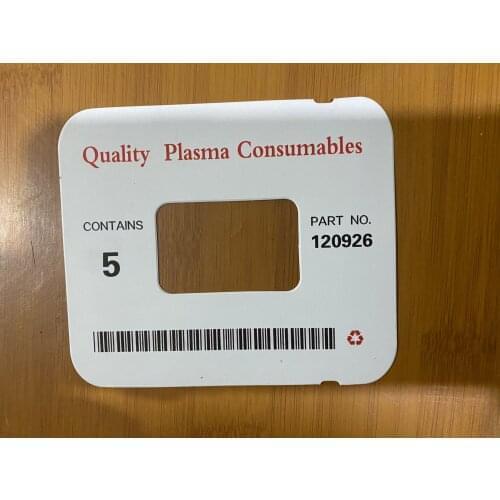 Quality Plasma Consumables
CONTAINS
5
PART NO.
120926